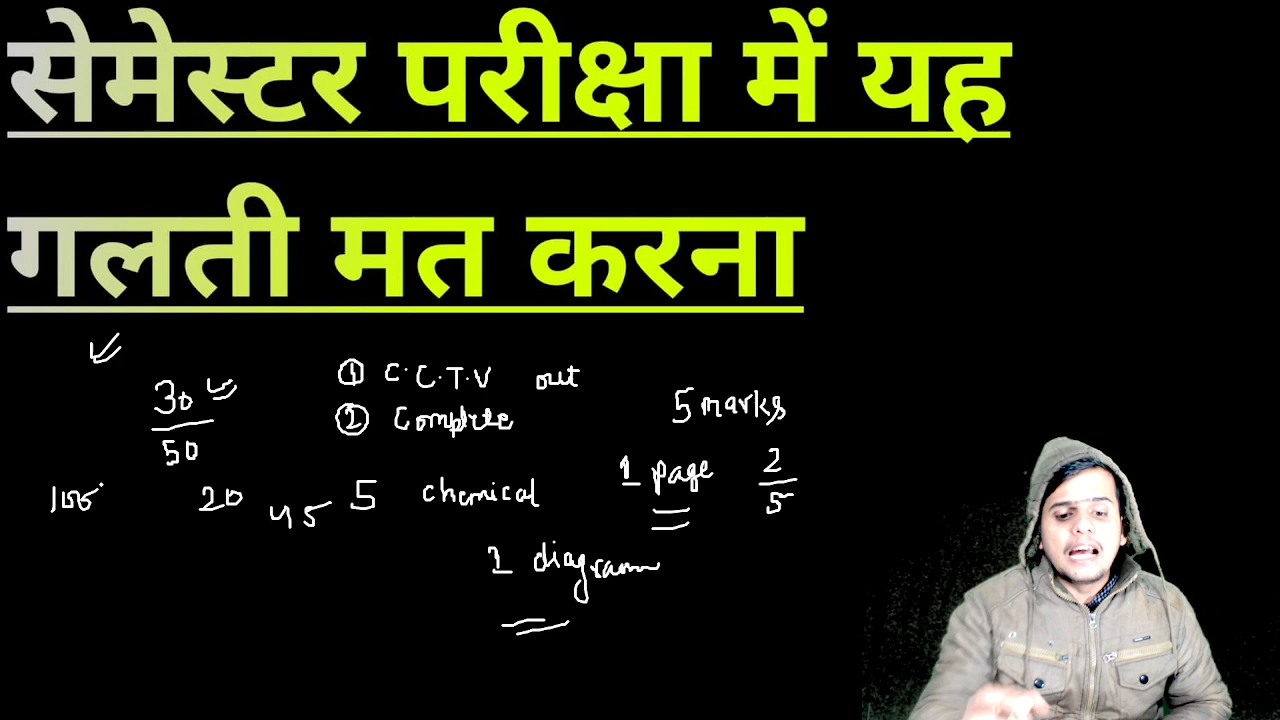 सेमेस्टर परीक्षा में यह
गलती मत करना
① C.C.T.V out
② Complete
30
50
5 marks
1 page
2
5
100 20 45 5 chemical
1 diagram